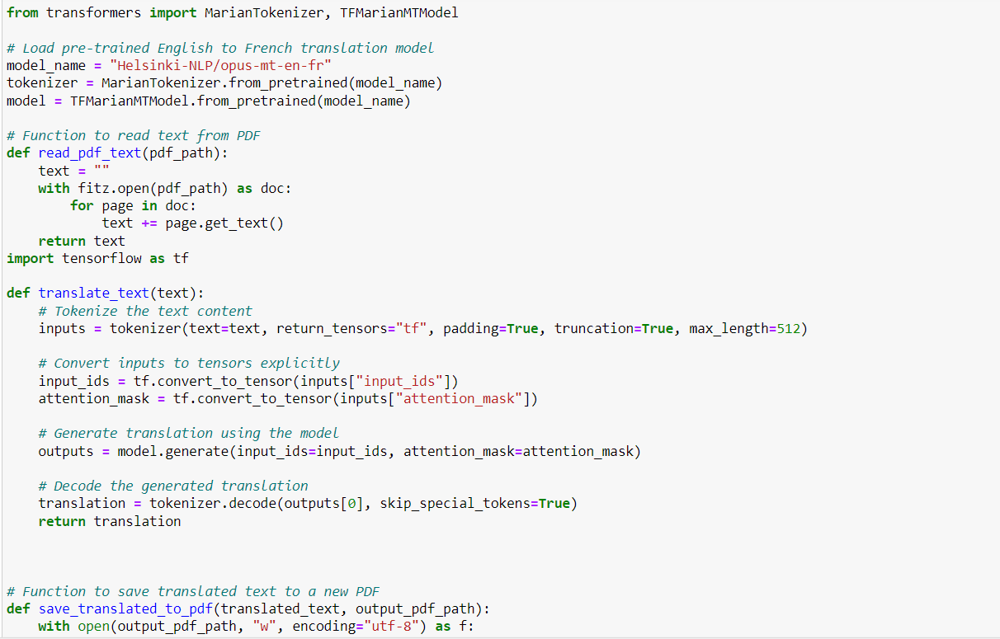 from transformers import MarianTokenizer, TFMarianMTModel
# Load pre-trained English to French translation model
model_name = "Helsinki-NLP/opus-mt-en-fr"
tokenizer = MarianTokenizer.from_pretrained(model_name)
model = TFMarianMTModel.from_pretrained(model_name)
# Function to read text from PDF
def read_pdf_text(pdf_path):
    text = ""
    with fitz.open(pdf_path) as doc:
        for page in doc:
            text += page.get_text()
    return text
import tensorflow as tf
def translate_text(text):
    # Tokenize the text content
    inputs = tokenizer(text=text, return_tensors="tf", padding=True, truncation=True, max_length=512)
    # Convert inputs to tensors explicitly
    input_ids = tf.convert_to_tensor(inputs["input_ids"])
    attention_mask = tf.convert_to_tensor(inputs["attention_mask"])
    # Generate translation using the model
    outputs = model.generate(input_ids=input_ids, attention_mask=attention_mask)
    # Decode the generated translation
    translation = tokenizer.decode(outputs[0], skip_special_tokens=True)
    return translation
# Function to save translated text to a new PDF
def save_translated_to_pdf(translated_text, output_pdf_path):
    with open(output_pdf_path, "w", encoding="utf-8") as f: